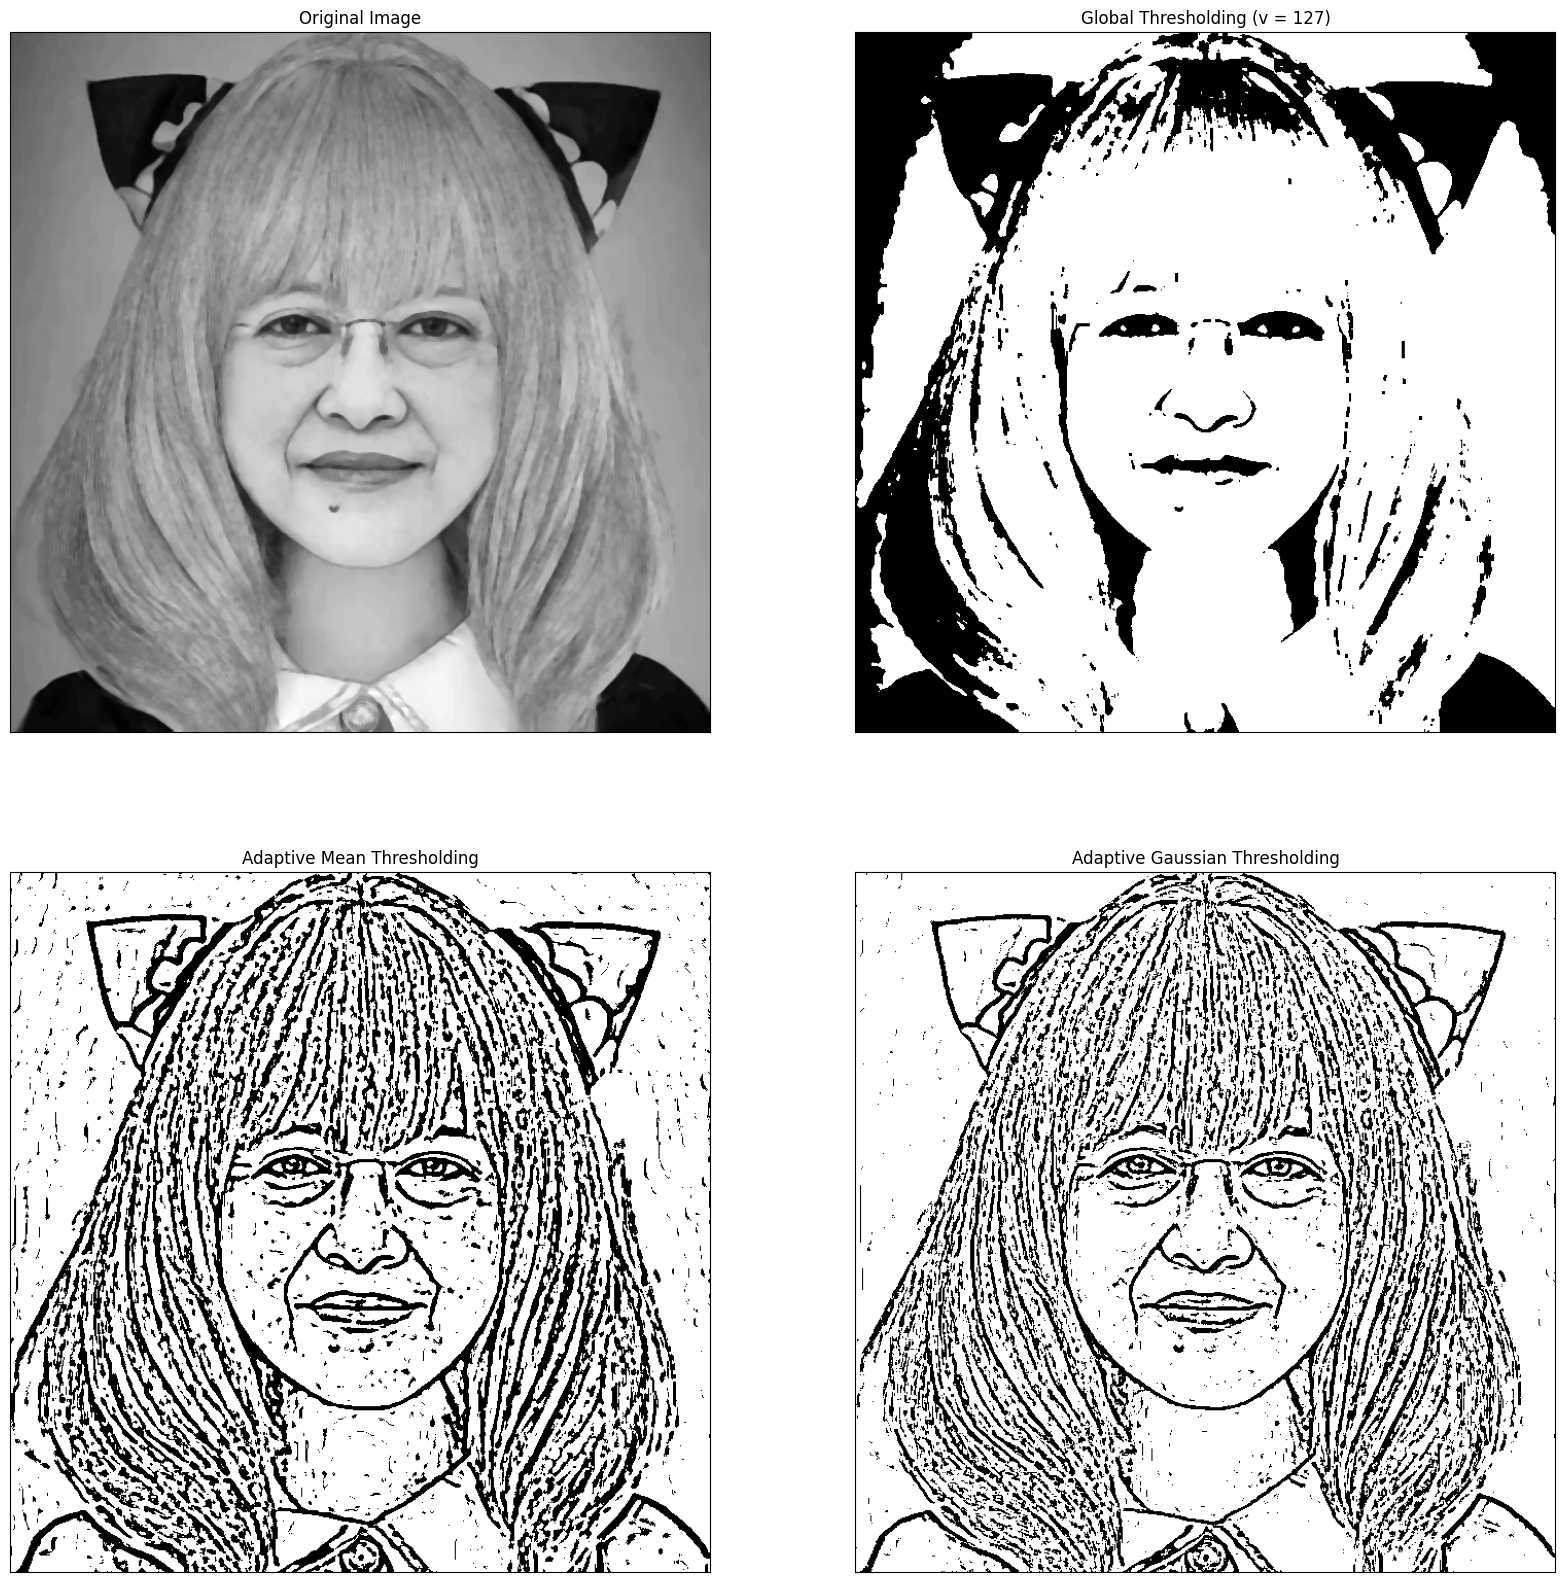 Original Image
Global Thresholding (v = 127)
Adaptive Mean Thresholding
Adaptive Gaussian Thresholding